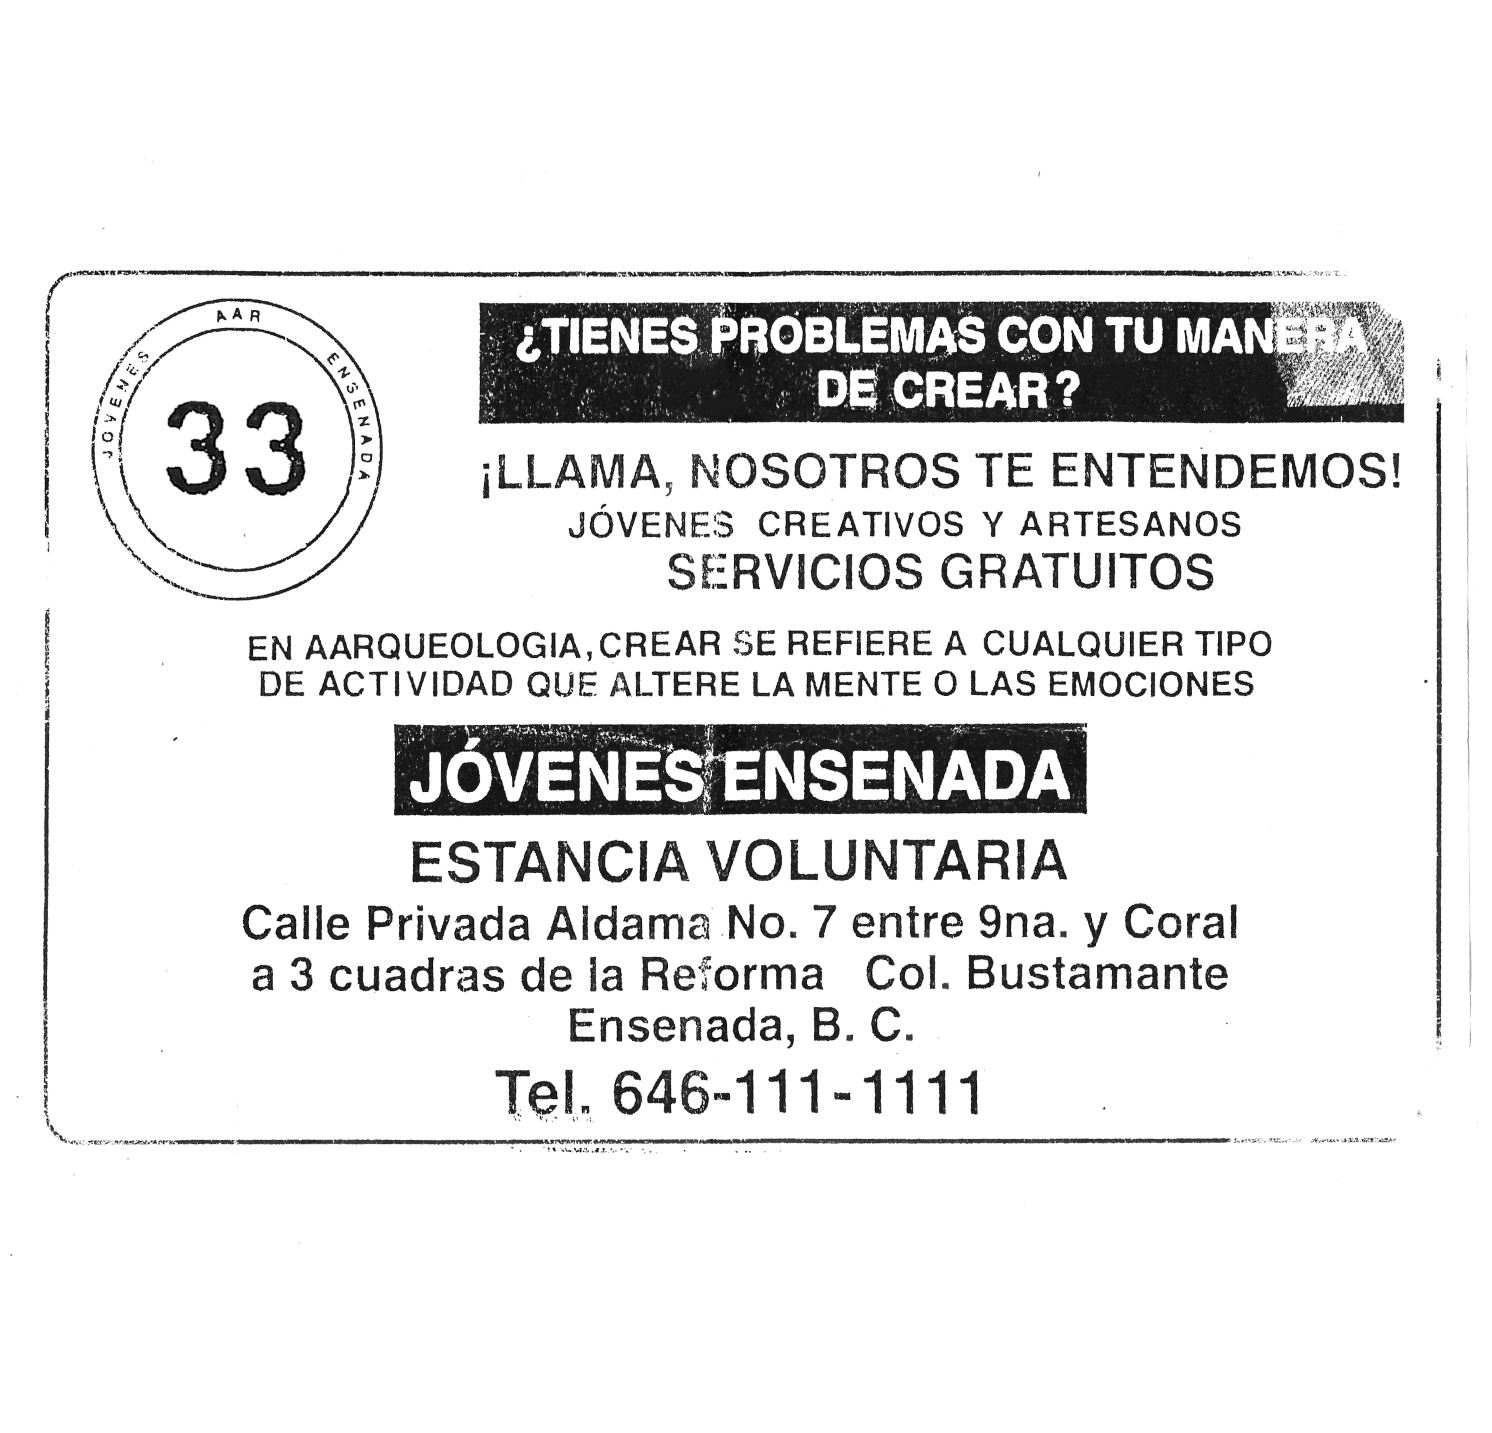 JOVENES AAR ENSENADA
33
¿TIENES PROBLEMAS CON TU MANERA
DE CREAR?
¡LLAMA, NOSOTROS TE ENTENDEMOS!
JÓVENES CREATIVOS Y ARTESANOS
SERVICIOS GRATUITOS
EN AARQUEOLOGIA, CREAR SE REFIERE A CUALQUIER TIPO
DE ACTIVIDAD QUE ALTERE LA MENTE O LAS EMOCIONES
JÓVENES ENSENADA
ESTANCIA VOLUNTARIA
Calle Privada Aldama No. 7 entre 9na. y Coral
a 3 cuadras de la Reforma Col. Bustamante
Ensenada, B. C.
Tel. 646-111-1111